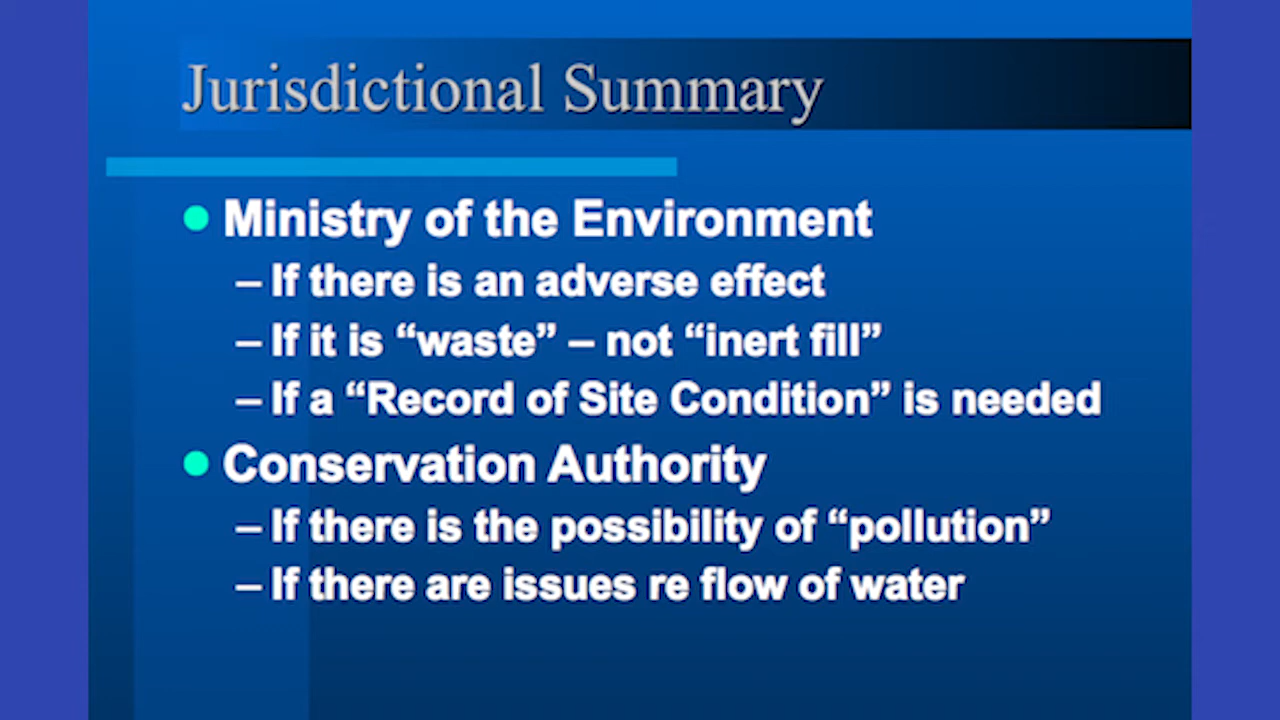 Jurisdictional Summary
Ministry of the Environment
– If there is an adverse effect
– If it is “waste” – not “inert fill”
– If a “Record of Site Condition” is needed
Conservation Authority
– If there is the possibility of “pollution”
– If there are issues re flow of water